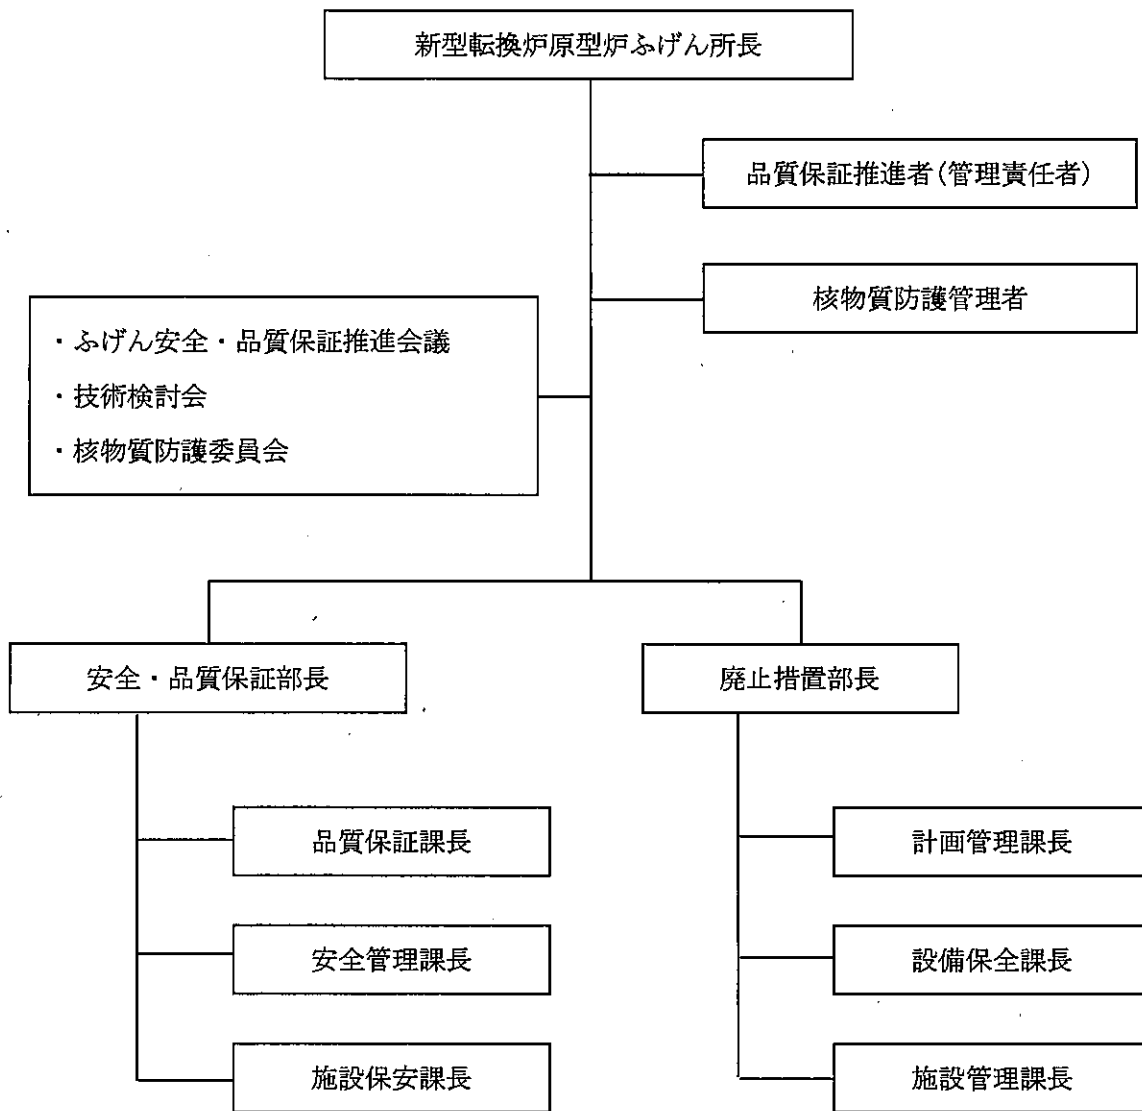 新型転換炉原型炉ふげん所長
品質保証推進者(管理責任者)
核物質防護管理者
・ふげん安全・品質保証推進会議
・技術検討会
・核物質防護委員会
安全・品質保証部長
廃止措置部長
品質保証課長
計画管理課長
安全管理課長
設備保全課長
施設保安課長
施設管理課長